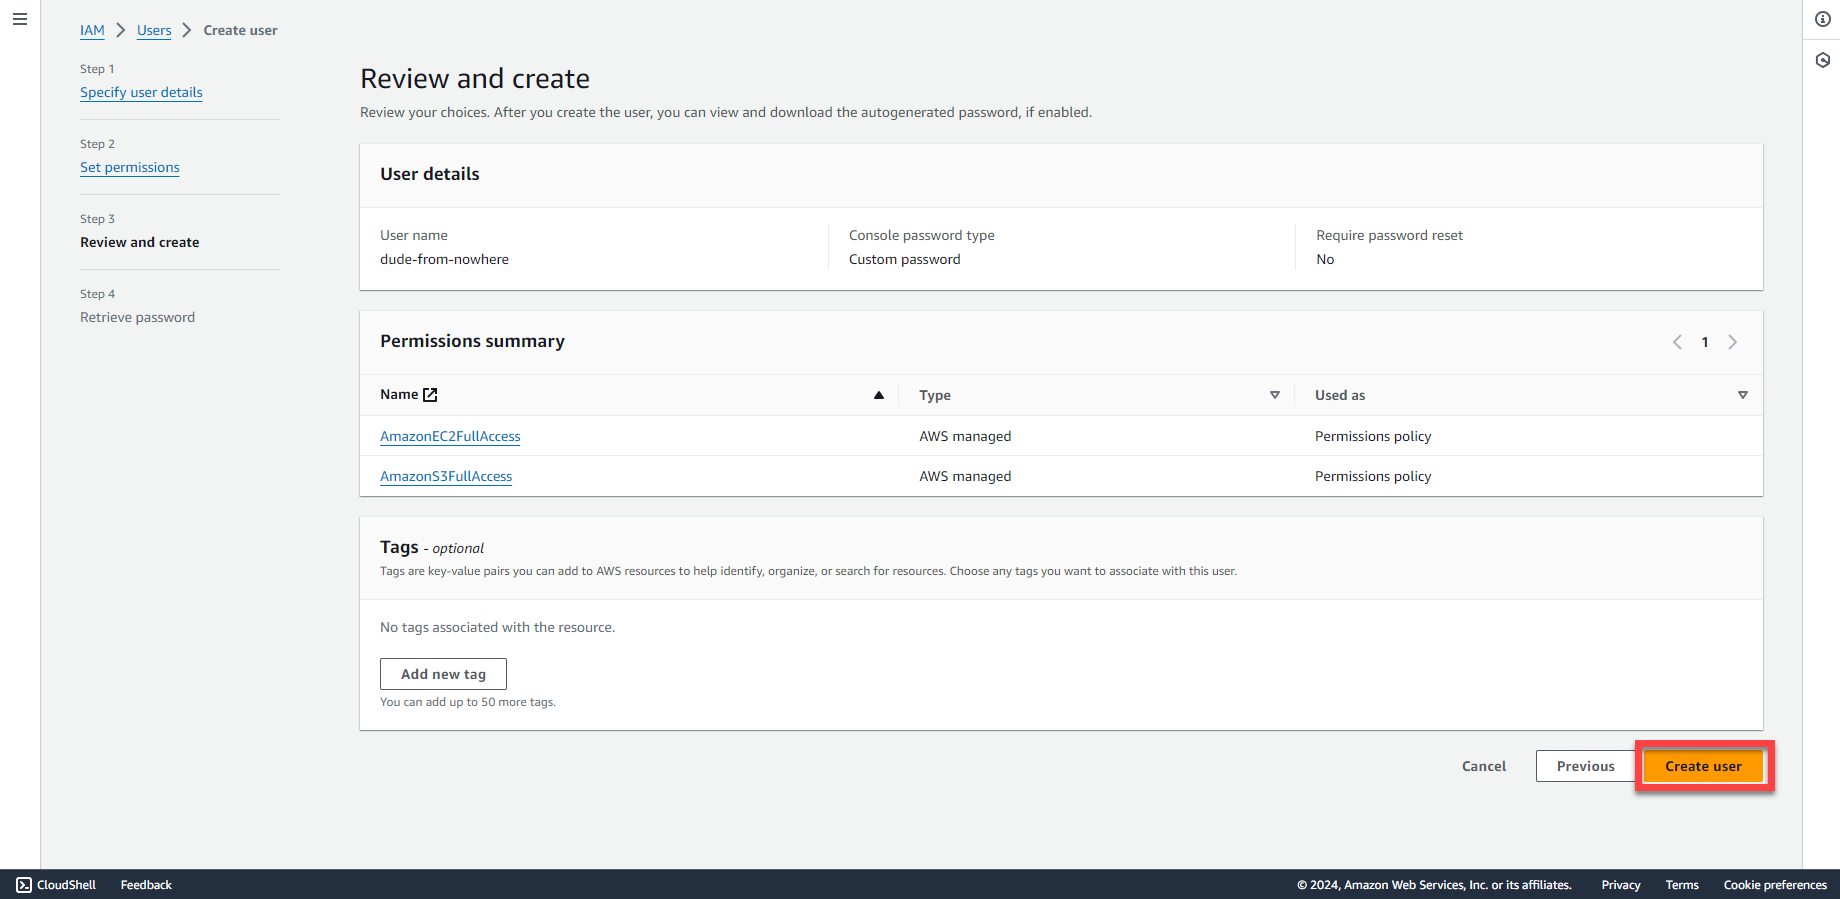 IAM > Users > Create user
Step 1
Specify user details
Step 2
Set permissions
Step 3
Review and create
Step 4
Retrieve password
Review and create
Review your choices. After you create the user, you can view and download the autogenerated password, if enabled.
User details
User name
dude-from-nowhere
Console password type
Custom password
Require password reset
No
Permissions summary
1
Name Type Used as
AmazonEC2FullAccess AWS managed Permissions policy
AmazonS3FullAccess AWS managed Permissions policy
Tags - optional
Tags are key-value pairs you can add to AWS resources to help identify, organize, or search for resources. Choose any tags you want to associate with this user.
No tags associated with the resource.
Add new tag
You can add up to 50 more tags.
Cancel Previous Create user
CloudShell Feedback © 2024, Amazon Web Services, Inc. or its affiliates. Privacy Terms Cookie preferences